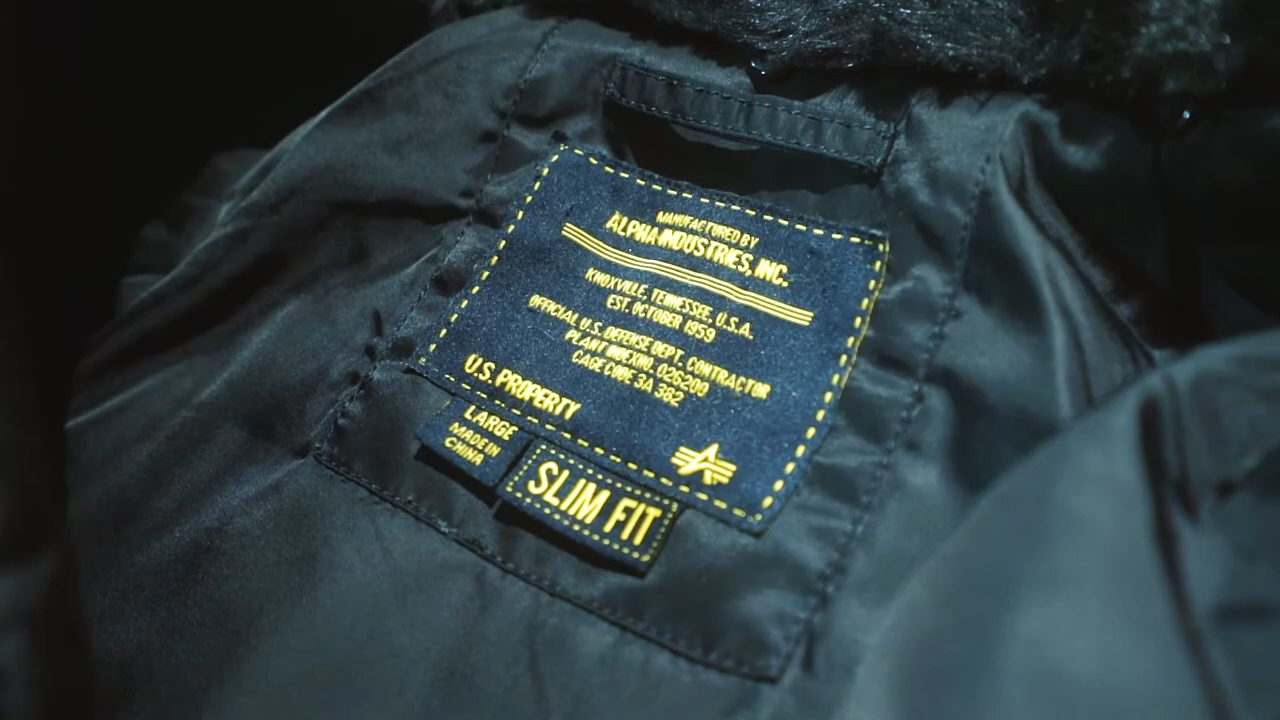 MANUFACTURED BY
ALPHA INDUSTRIES, INC.
KNOXVILLE, TENNESSEE, U.S.A.
EST. OCTOBER 1959
OFFICIAL U.S. DEFENSE DEPT. CONTRACTOR
PLANT INDEX NO. 026200
CAGE CODE 3A 382
U.S. PROPERTY
LARGE
MADE IN
CHINA
SLIM FIT